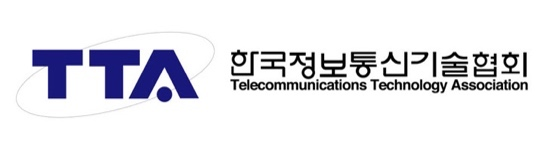 TTA
한국정보통신기술협회
Telecommunications Technology Association